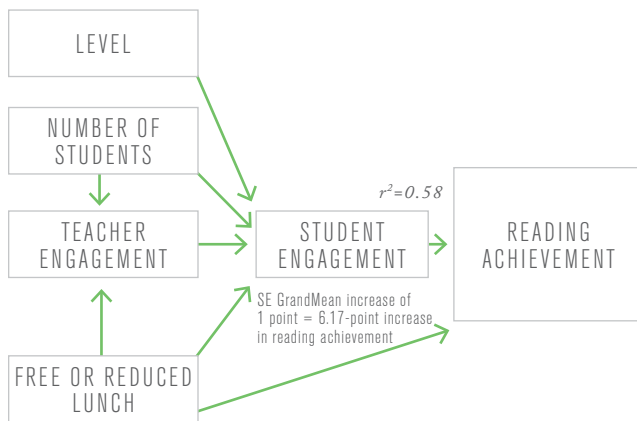 LEVEL
NUMBER OF
STUDENTS
TEACHER
ENGAGEMENT
FREE OR REDUCED
LUNCH
STUDENT
ENGAGEMENT
SE GrandMean increase of
1 point = 6.17-point increase
in reading achievement
r²=0.58
READING
ACHIEVEMENT